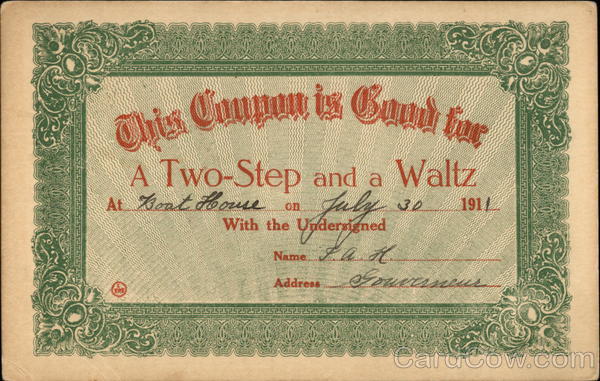 This Coupon is Good for
A Two-Step and a Waltz
At Boat House on July 30 1911
With the Undersigned
Name F. A. H.
Address Gouverneur
CardCow.com